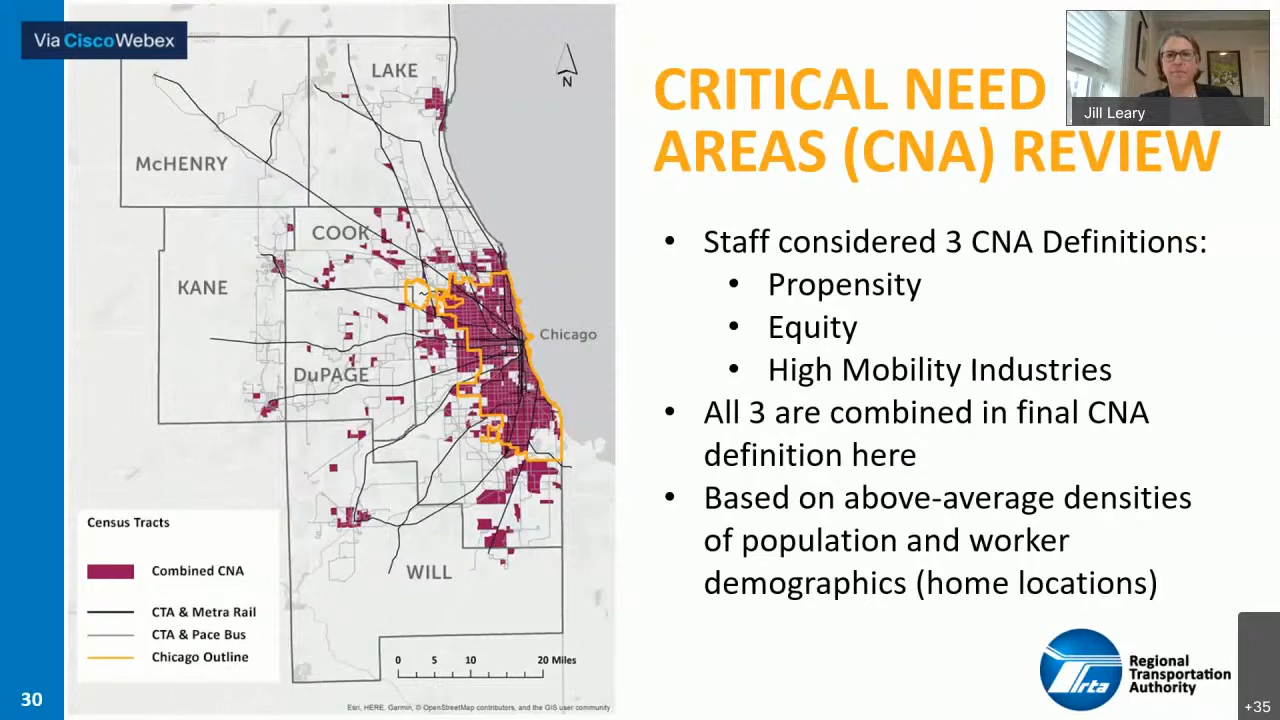 Via CiscoWebex
LAKE
N
McHENRY
COOK
KANE
Chicago
DuPAGE
WILL
Census Tracts
Combined CNA
CTA & Metra Rail
CTA & Pace Bus
Chicago Outline
0 5 10 20 Miles
Esri, HERE, Garmin, © OpenStreetMap contributors, and the GIS user community
30
CRITICAL NEED
AREAS (CNA) REVIEW
Jill Leary
• Staff considered 3 CNA Definitions:
• Propensity
• Equity
• High Mobility Industries
• All 3 are combined in final CNA
definition here
• Based on above-average densities
of population and worker
demographics (home locations)
rta
Regional
Transportation
Authority
+35